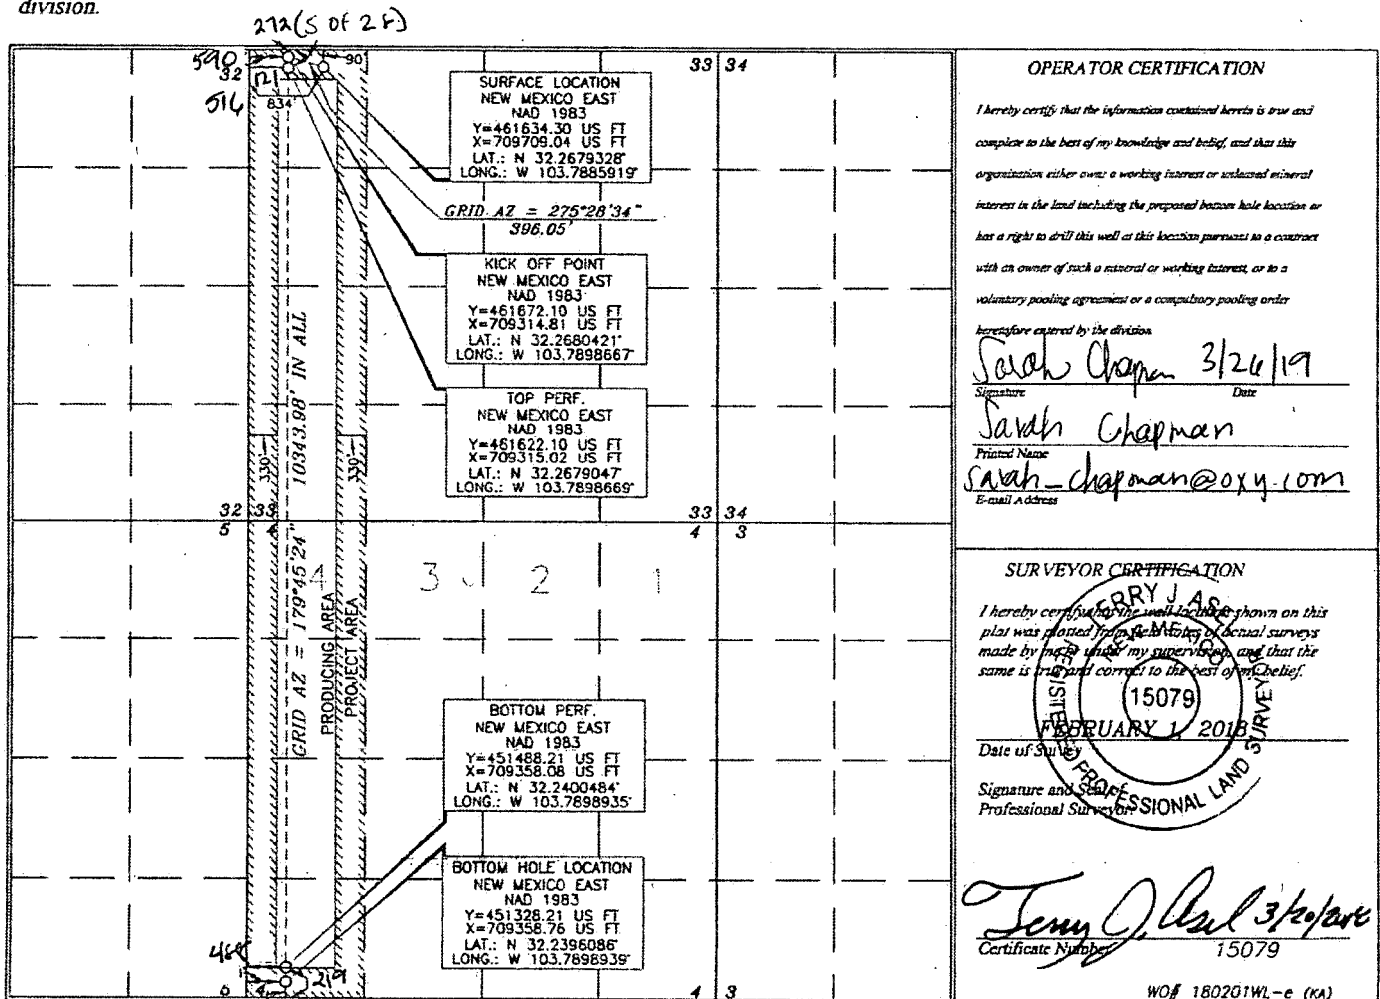 division.
272(S OF 28)
590
90
32
33 34
121
516
834'
SURFACE LOCATION
NEW MEXICO EAST
NAD 1983
Y=461634.30 US FT
X=709709.04 US FT
LAT.: N 32.2679328°
LONG.: W 103.7885919°
GRID AZ = 275°28'34"
396.05'
KICK OFF POINT
NEW MEXICO EAST
NAD 1983
Y=461672.10 US FT
X=709314.81 US FT
LAT.: N 32.2680421°
LONG.: W 103.7898667°
TOP PERF.
NEW MEXICO EAST
NAD 1983
Y=461622.10 US FT
X=709315.02 US FT
LAT.: N 32.2679047°
LONG.: W 103.7898669°
GRID AZ = 179°45'24" 10343.98' IN ALL
330'
330'
32 33
33 34
5 4
4 3
4 3 2 1
PRODUCING AREA
PROJECT AREA
BOTTOM PERF.
NEW MEXICO EAST
NAD 1983
Y=451488.21 US FT
X=709358.08 US FT
LAT.: N 32.2400484°
LONG.: W 103.7898935°
BOTTOM HOLE LOCATION
NEW MEXICO EAST
NAD 1983
Y=451328.21 US FT
X=709358.76 US FT
LAT.: N 32.2396086°
LONG.: W 103.7898939°
219
4 3
OPERATOR CERTIFICATION
I hereby certify that the information contained herein is true and
complete to the best of my knowledge and belief, and that this
organization either owns a working interest or unleased mineral
interest in the land including the proposed bottom hole location or
has a right to drill this well at this location pursuant to a contract
with an owner of such a mineral or working interest, or to a
voluntary pooling agreement or a compulsory pooling order
heretofore entered by the division.
Sarah Chapman 3/26/19
Signature Date
Sarah Chapman
Printed Name
sarah_chapman@oxy.com
E-mail Address
SURVEYOR CERTIFICATION
I hereby certify that the well location shown on this
plat was plotted from field notes of actual surveys
made by me or under my supervision, and that the
same is true and correct to the best of my belief.
TERRY J. ASEL
NEW MEXICO
15079
REGISTERED PROFESSIONAL LAND SURVEYOR
FEBRUARY 1, 2018
Date of Survey
Signature and Seal of
Professional Surveyor
Terry J. Asel
Certificate Number 15079
WO# 180201WL-e (KA)